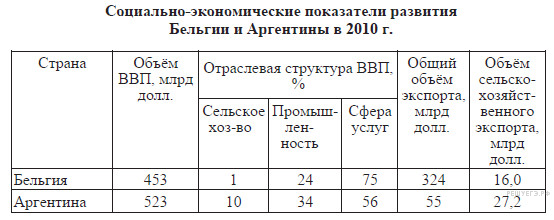 Социально-экономические показатели развития
Бельгии и Аргентины в 2010 г.
Страна
Объём
ВВП, млрд
долл.
Отраслевая структура ВВП,
%
Общий
объём
экспорта,
млрд
долл.
Объём
сельско-
хозяйст-
венного
экспорта,
млрд
долл.
Сельское
хоз-во
Промыш-
лен-
ность
Сфера
услуг
Бельгия 453 1 24 75 324 16,0
Аргентина 523 10 34 56 55 27,2
РЕШУЕГЭ.РФ